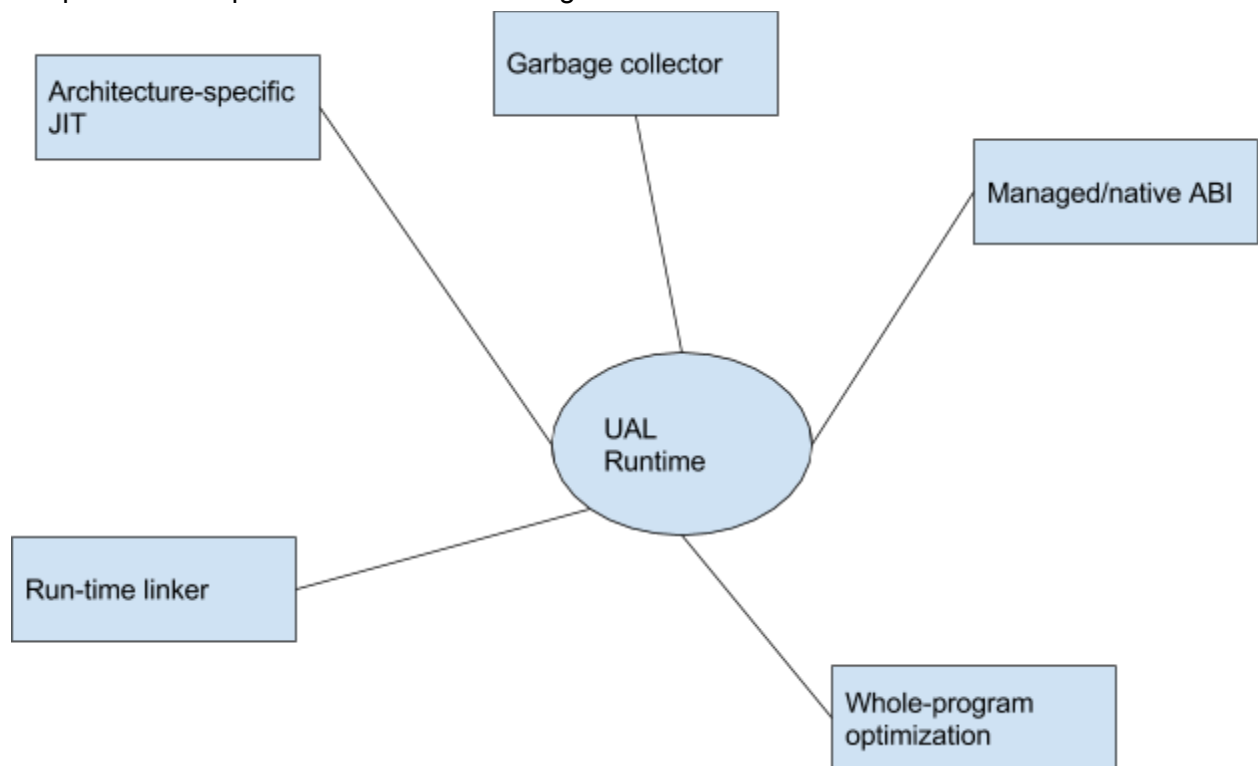 Garbage collector
Architecture-specific
JIT
Managed/native ABI
UAL
Runtime
Run-time linker
Whole-program
optimization